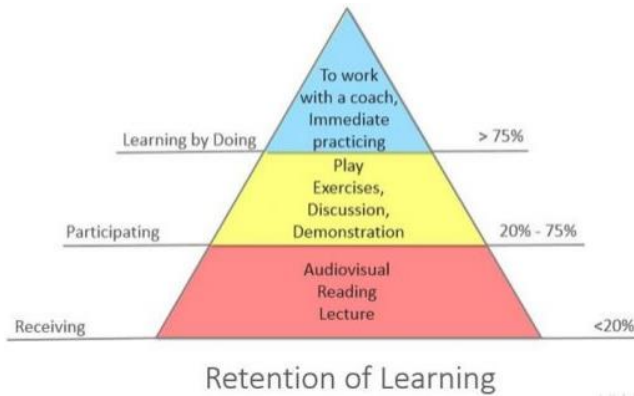 To work
with a coach,
Immediate
practicing
Learning by Doing
> 75%
Play
Exercises,
Discussion,
Demonstration
Participating
20% - 75%
Audiovisual
Reading
Lecture
Receiving
<20%
Retention of Learning